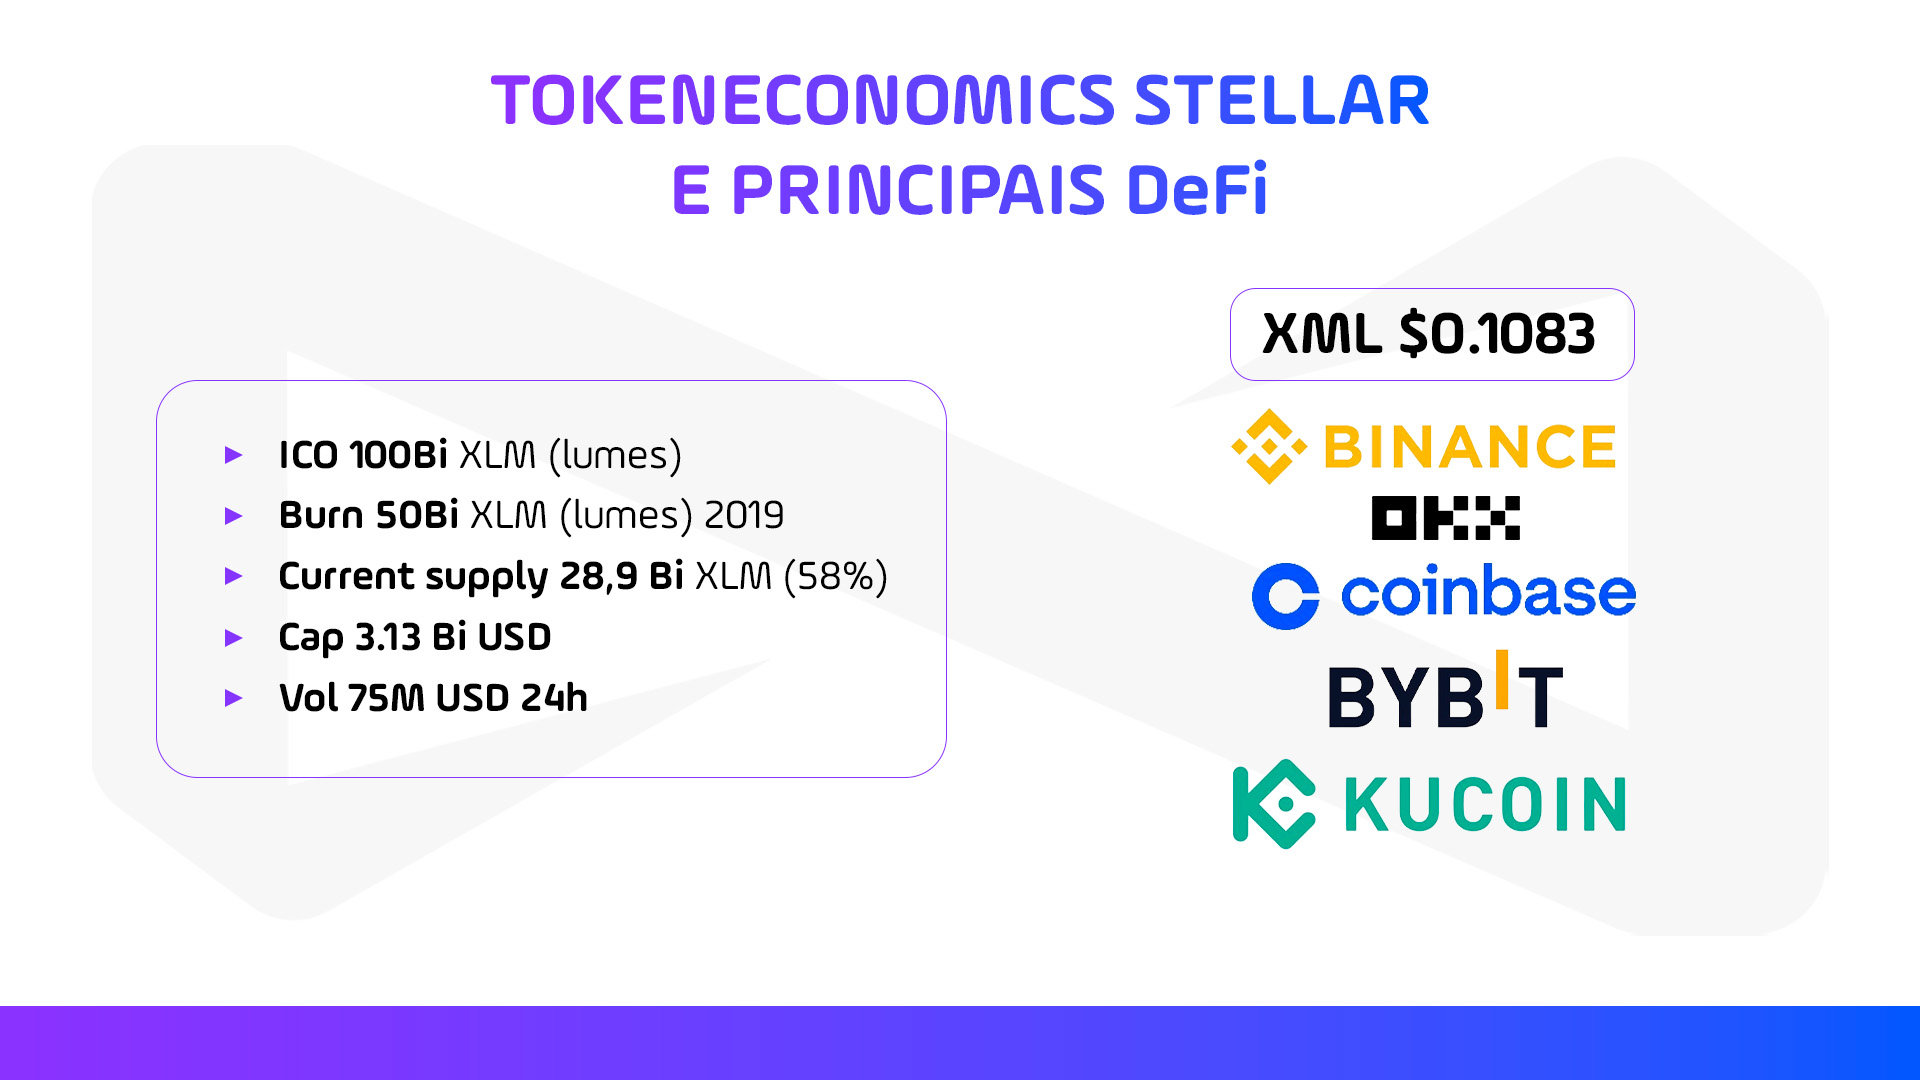 TOKENECONOMICS STELLAR
E PRINCIPAIS DeFi
ICO 100Bi XLM (lumes)
Burn 50Bi XLM (lumes) 2019
Current supply 28,9 Bi XLM (58%)
Cap 3.13 Bi USD
Vol 75M USD 24h
XML $0.1083
BINANCE
OKX
coinbase
BYBIT
KUCOIN